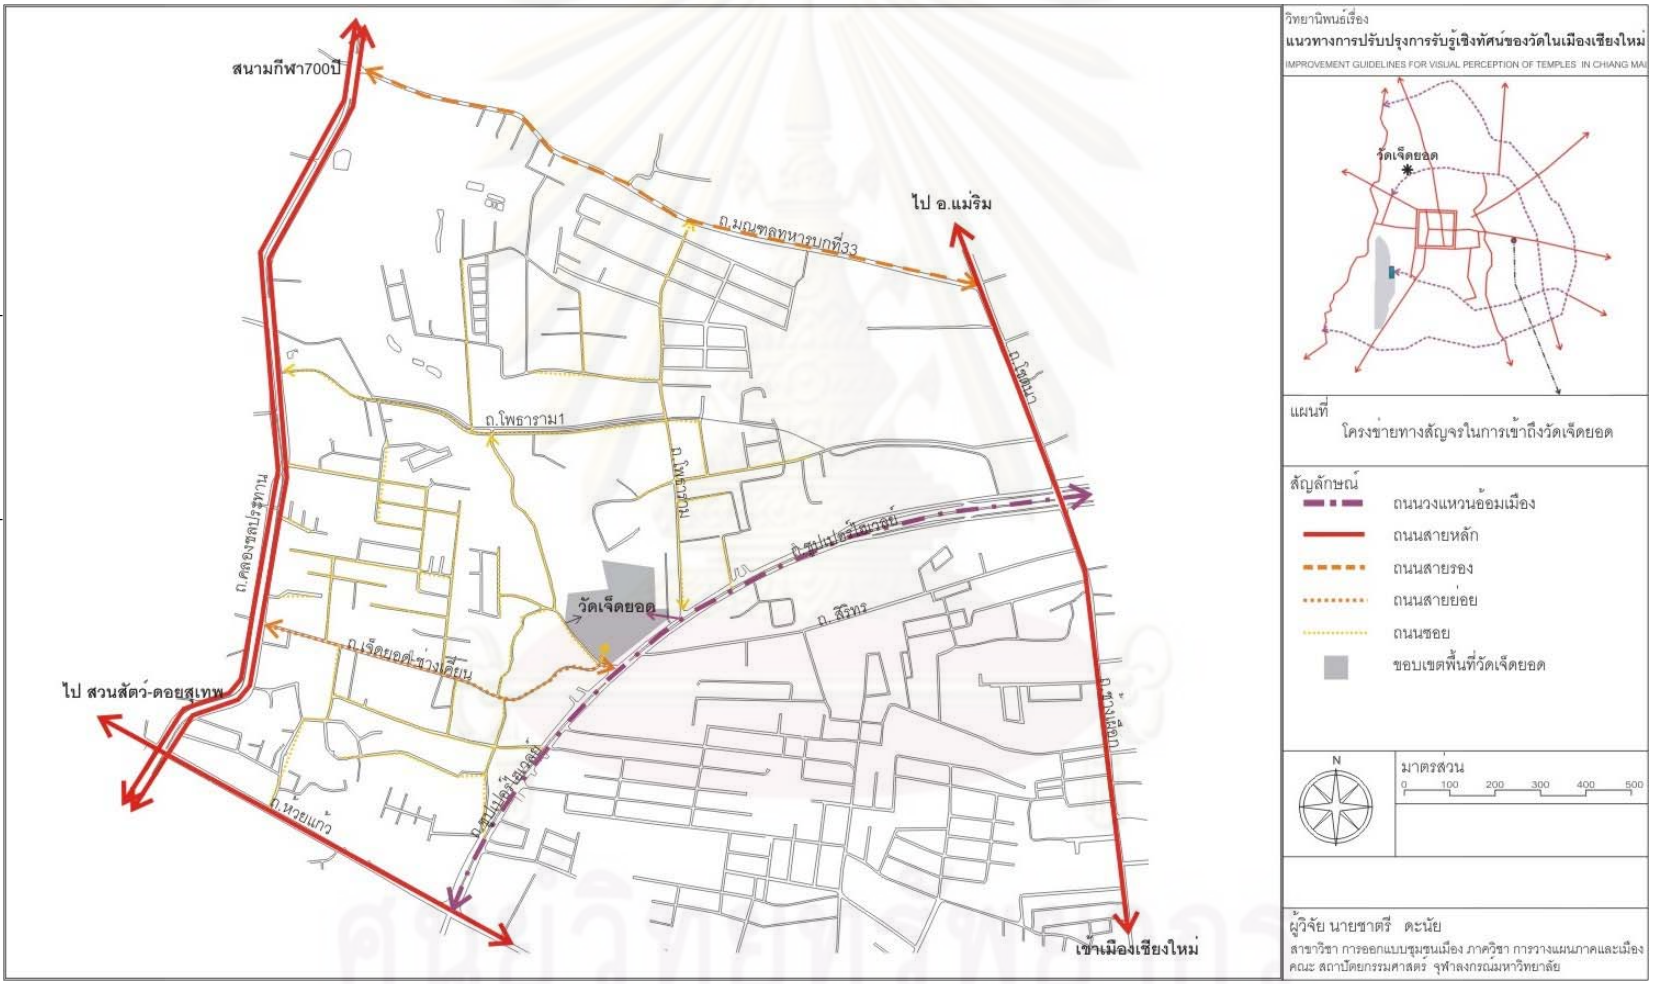 วิทยานิพนธ์เรื่อง
แนวทางการปรับปรุงการรับรู้เชิงทัศน์ของวัดในเมืองเชียงใหม่
IMPROVEMENT GUIDELINES FOR VISUAL PERCEPTION OF TEMPLES IN CHIANG MAI
วัดเจ็ดยอด
แผนที่
โครงข่ายทางสัญจรในการเข้าถึงวัดเจ็ดยอด
สัญลักษณ์
ถนนวงแหวนอ้อมเมือง
ถนนสายหลัก
ถนนสายรอง
ถนนสายย่อย
ถนนซอย
ขอบเขตพื้นที่วัดเจ็ดยอด
N
มาตรส่วน
0 100 200 300 400 500
ผู้วิจัย นายชาตรี ดะนัย
สาขาวิชา การออกแบบชุมชนเมือง ภาควิชา การวางแผนภาคและเมือง
คณะ สถาปัตยกรรมศาสตร์ จุฬาลงกรณ์มหาวิทยาลัย
สนามกีฬา700ปี
ไป อ.แม่ริม
ถ.มณฑลทหารบกที่33
ถ.โชตนา
ถ.โพธาราม1
ถ.โพธาราม
ถ.คลองชลประทาน
ถ.ซุปเปอร์ไฮเวลย์
วัดเจ็ดยอด
ถ. สิริทร
ถ.เจ็ดยอด-ช่างเคี่ยน
ไป สวนสัตว์-ดอยสุเทพ
ถ.ช้างเผือก
ถ.ซุปเปอร์ไฮเวลย์
ถ.ห้วยแก้ว
เข้าเมืองเชียงใหม่